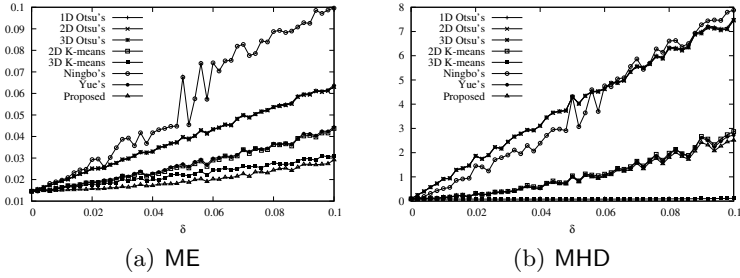 0.1
0.09
0.08
0.07
0.06
0.05
0.04
0.03
0.02
0.01
0
0.02
0.04
0.06
0.08
0.1
δ
1D Otsu's
2D Otsu's
3D Otsu's
2D K-means
3D K-means
Ningbo's
Yue's
Proposed
(a) ME
8
7
6
5
4
3
2
1
0
0
0.02
0.04
0.06
0.08
0.1
δ
1D Otsu's
2D Otsu's
3D Otsu's
2D K-means
3D K-means
Ningbo's
Yue's
Proposed
(b) MHD